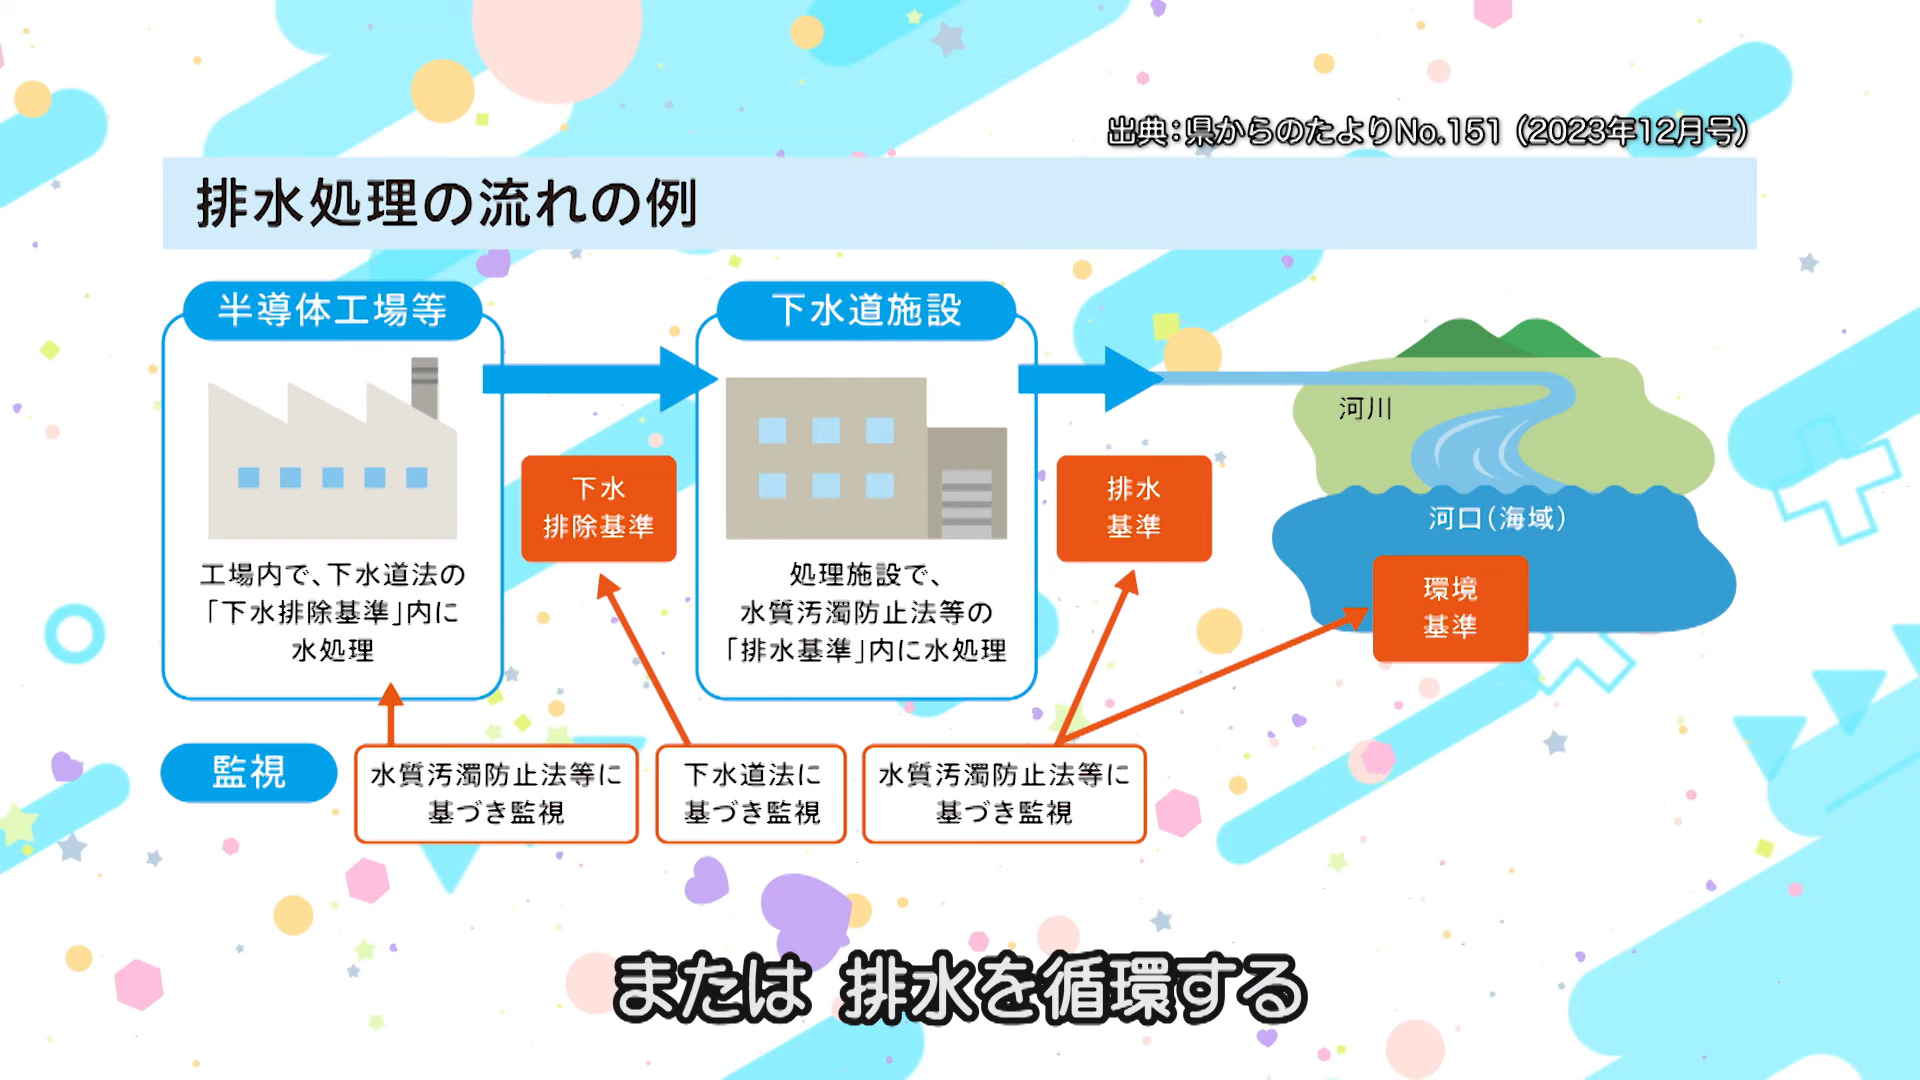 出典：県からのたよりNo.151（2023年12月号）
排水処理の流れの例
半導体工場等
下水道施設
河川
下水
排除基準
排水
基準
河口（海域）
環境
基準
工場内で、下水道法の
「下水排除基準」内に
水処理
処理施設で、
水質汚濁防止法等の
「排水基準」内に水処理
監視
水質汚濁防止法等に
基づき監視
下水道法に
基づき監視
水質汚濁防止法等に
基づき監視
または 排水を循環する